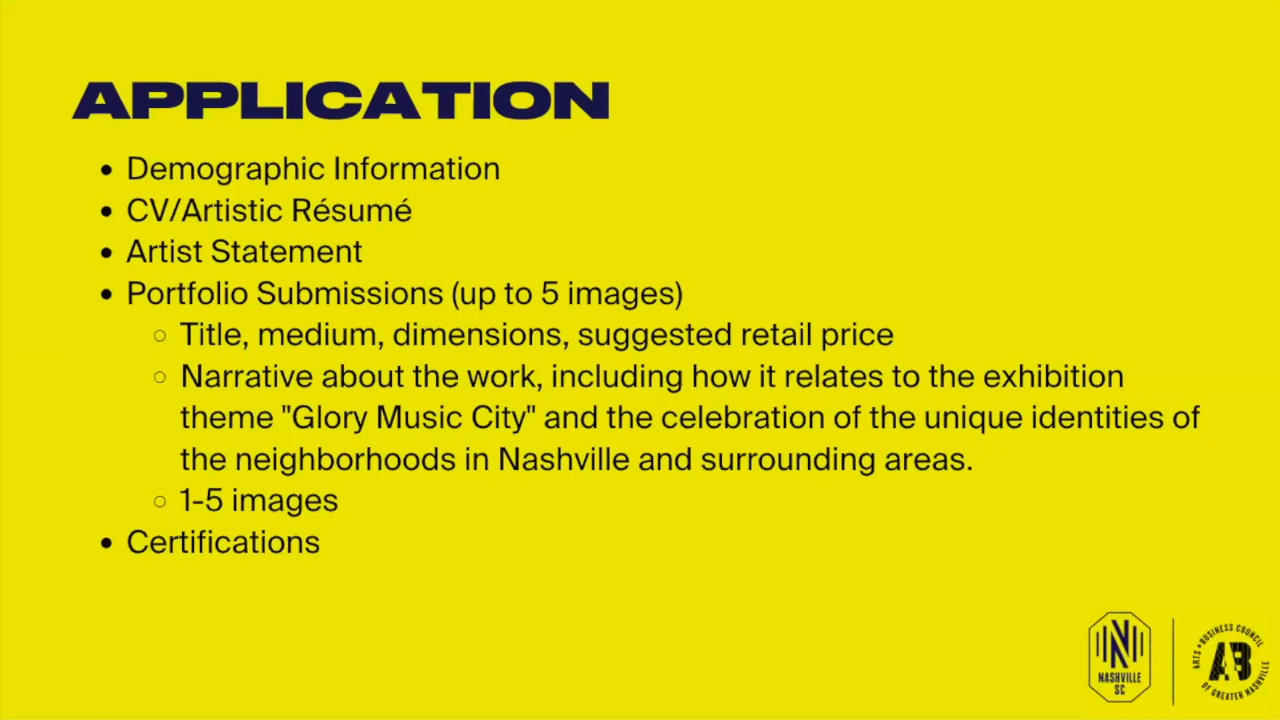 APPLICATION
• Demographic Information
• CV/Artistic Résumé
• Artist Statement
• Portfolio Submissions (up to 5 images)
○ Title, medium, dimensions, suggested retail price
○ Narrative about the work, including how it relates to the exhibition
theme "Glory Music City" and the celebration of the unique identities of
the neighborhoods in Nashville and surrounding areas.
○ 1-5 images
• Certifications
N
NASHVILLE
SC
ARTS + BUSINESS COUNCIL
AB
OF GREATER NASHVILLE